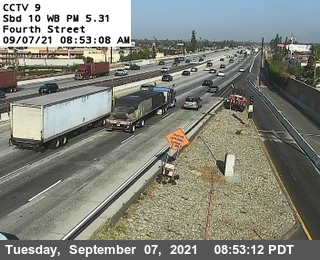 CCTV 9
Sbd 10 WB PM 5.31
Fourth Street
09/07/21 08:53:08 AM
Tuesday, September 07, 2021 08:53:12 PDT